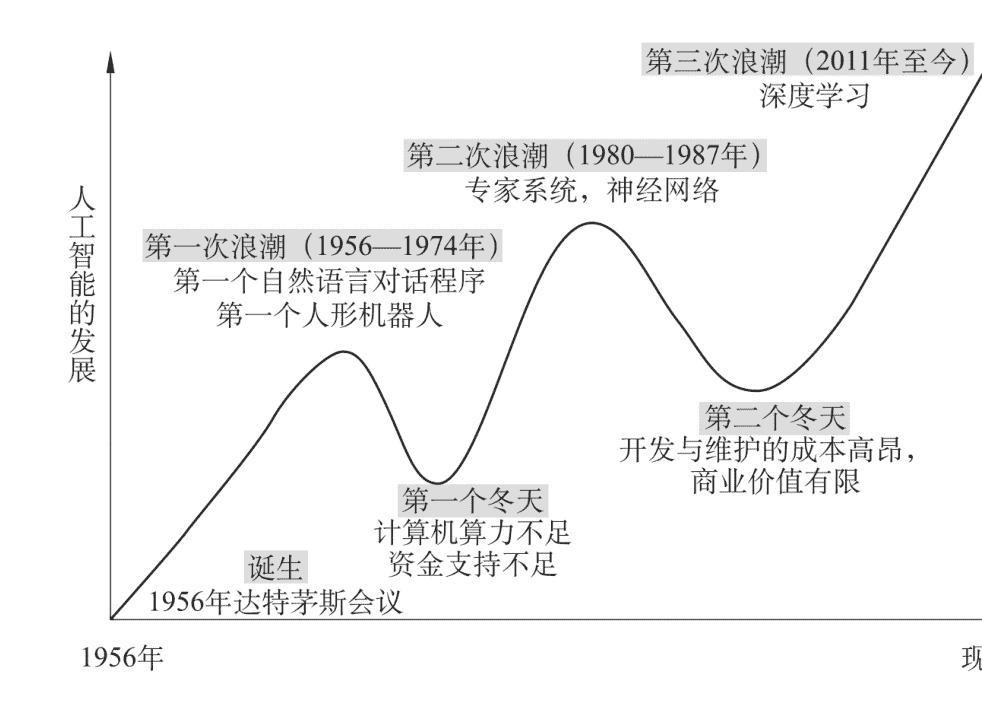 第三次浪潮（2011年至今）
深度学习
第二次浪潮（1980—1987年）
专家系统，神经网络
第一次浪潮（1956—1974年）
第一个自然语言对话程序
第一个人形机器人
人工智能的发展
第二个冬天
开发与维护的成本高昂，
商业价值有限
第一个冬天
计算机算力不足
资金支持不足
诞生
1956年达特茅斯会议
1956年
现